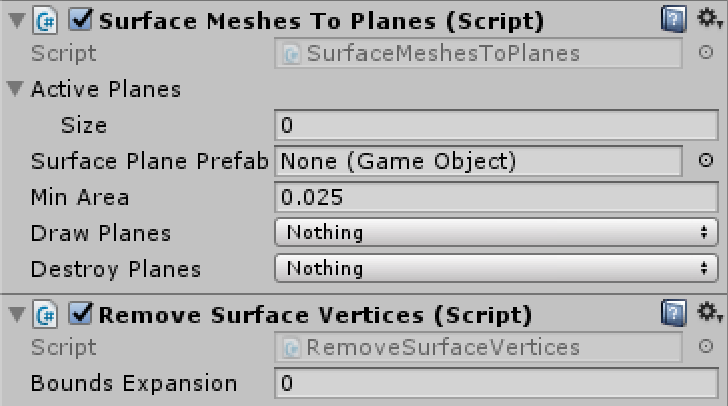 Surface Meshes To Planes (Script)
Script SurfaceMeshesToPlanes
Active Planes
Size 0
Surface Plane Prefab None (Game Object)
Min Area 0.025
Draw Planes Nothing
Destroy Planes Nothing
Remove Surface Vertices (Script)
Script RemoveSurfaceVertices
Bounds Expansion 0